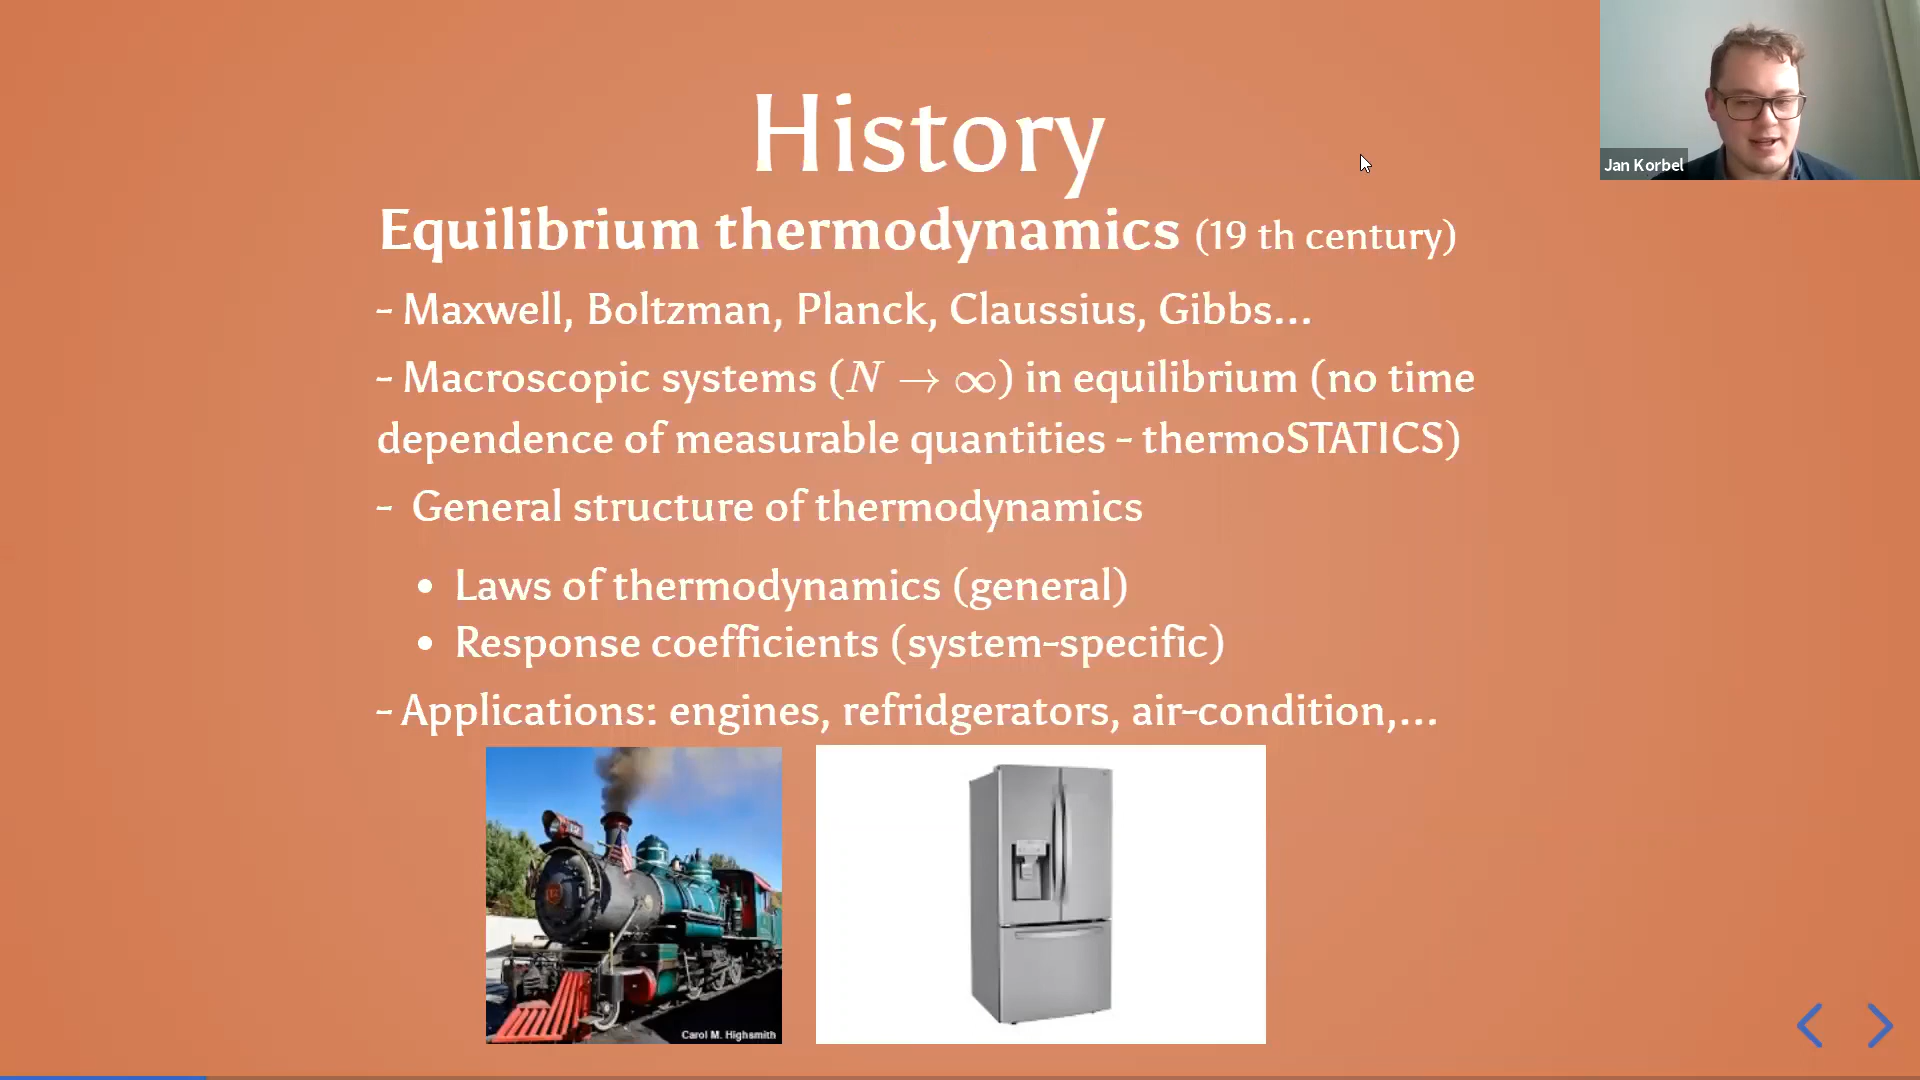 History
Jan Korbel
Equilibrium thermodynamics (19 th century)
- Maxwell, Boltzman, Planck, Claussius, Gibbs...
- Macroscopic systems (N → ∞) in equilibrium (no time
dependence of measurable quantities - thermoSTATICS)
- General structure of thermodynamics
• Laws of thermodynamics (general)
• Response coefficients (system-specific)
- Applications: engines, refridgerators, air-condition,...
Carol M. Highsmith